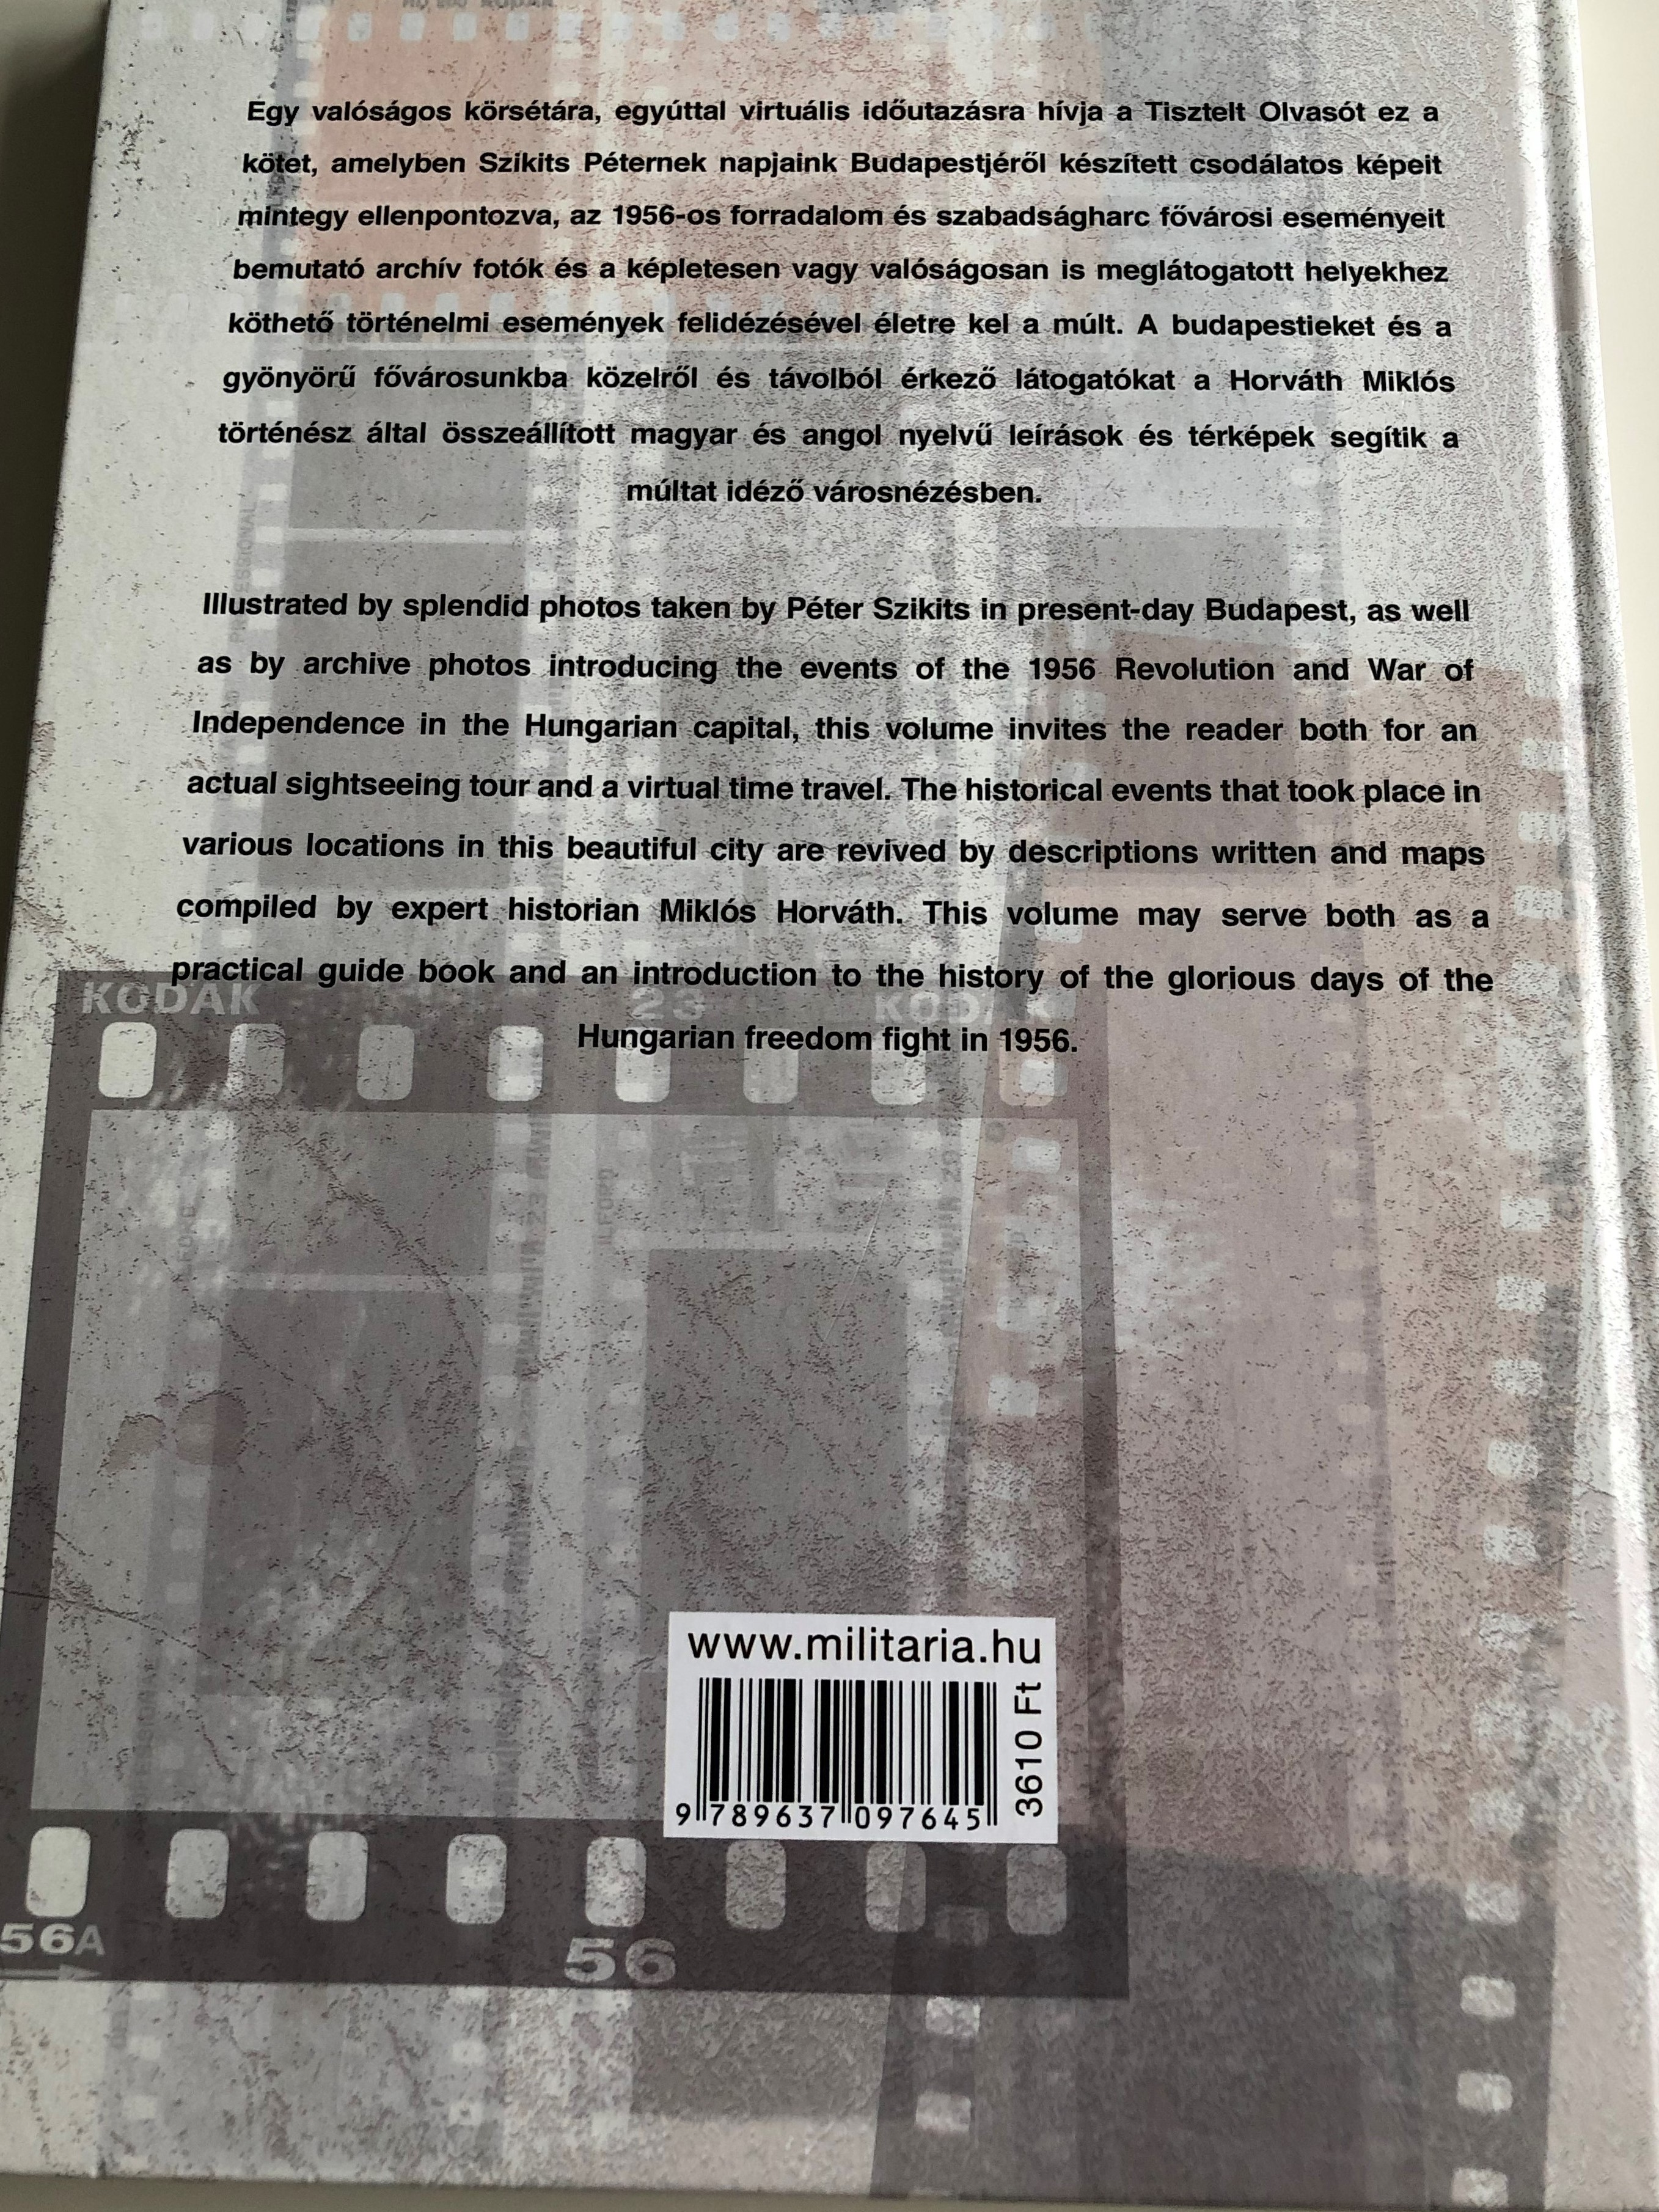 Egy valóságos körsétára, egyúttal virtuális időutazásra hívja a Tisztelt Olvasót ez a
kötet, amelyben Szikits Péternek napjaink Budapestjéről készített csodálatos képeit
mintegy ellenpontozva, az 1956-os forradalom és szabadságharc fővárosi eseményeit
bemutató archív fotók és a képletesen vagy valóságosan is meglátogatott helyekhez
köthető történelmi események felidézésével életre kel a múlt. A budapestieket és a
gyönyörű fővárosunkba közelről és távolból érkező látogatókat a Horváth Miklós
történész által összeállított magyar és angol nyelvű leírások és térképek segítik a
múltat idéző városnézésben.
Illustrated by splendid photos taken by Péter Szikits in present-day Budapest, as well
as by archive photos introducing the events of the 1956 Revolution and War of
Independence in the Hungarian capital, this volume invites the reader both for an
actual sightseeing tour and a virtual time travel. The historical events that took place in
various locations in this beautiful city are revived by descriptions written and maps
compiled by expert historian Miklós Horváth. This volume may serve both as a
practical guide book and an introduction to the history of the glorious days of the
KODAK 23 KODAK
Hungarian freedom fight in 1956.
www.militaria.hu
3610 Ft
9 789637 097645
56A
56